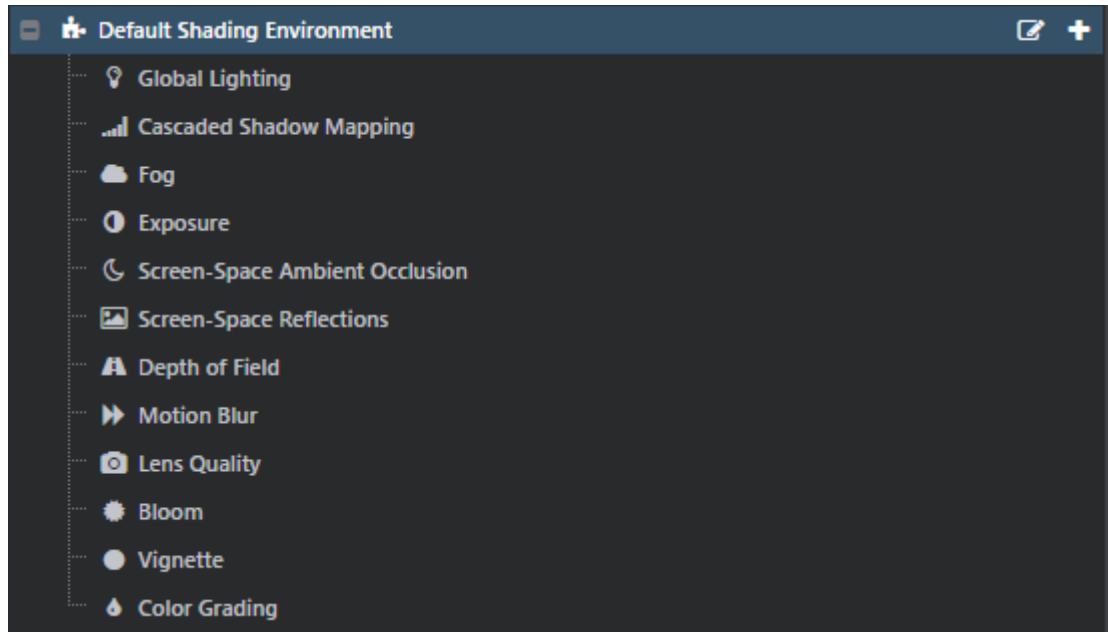 Default Shading Environment
Global Lighting
Cascaded Shadow Mapping
Fog
Exposure
Screen-Space Ambient Occlusion
Screen-Space Reflections
Depth of Field
Motion Blur
Lens Quality
Bloom
Vignette
Color Grading